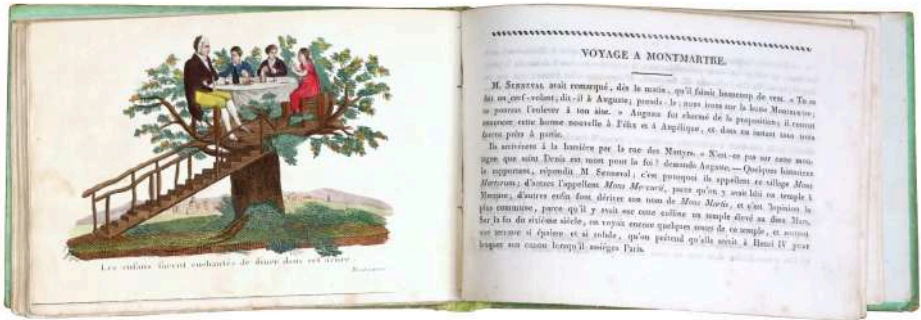 Les enfans furent enchantés de dîner dans cet arbre.
VOYAGE A MONTMARTRE.
M. SENNEVAL avait remarqué, dès le matin, qu'il faisait beaucoup de vent. « Tu as
un cerf-volant, dit-il à Auguste; prends-le; nous irons sur la butte Montmartre;
tu pourras l'enlever à ton aise. » Auguste fut charmé de la proposition; il courut
annoncer cette bonne nouvelle à Félix et à Angélique, et dans un instant tous trois
furent prêts à partir.
Ils arrivèrent à la barrière par la rue des Martyrs. « N'est-ce pas sur cette mon-
tagne que saint Denis est mort pour la foi? demanda Auguste. — Quelques historiens
le rapportent, répondit M. Senneval; c'est pourquoi ils appellent ce village Mons
Martyrum; d'autres l'appellent Mons Mercurii, parce qu'on y avait bâti un temple à
Mercure; d'autres enfin font dériver son nom de Mons Martis, et c'est l'opinion la
plus commune, parce qu'il y avait sur cette colline un temple élevé au dieu Mars.
Sur la fin du sixième siècle, on voyait encore quelques restes de ce temple, et
une terrasse si épaisse et si solide, qu'on prétend qu'elle servit à Henri IV pour
braquer son canon lorsqu'il assiégea Paris.